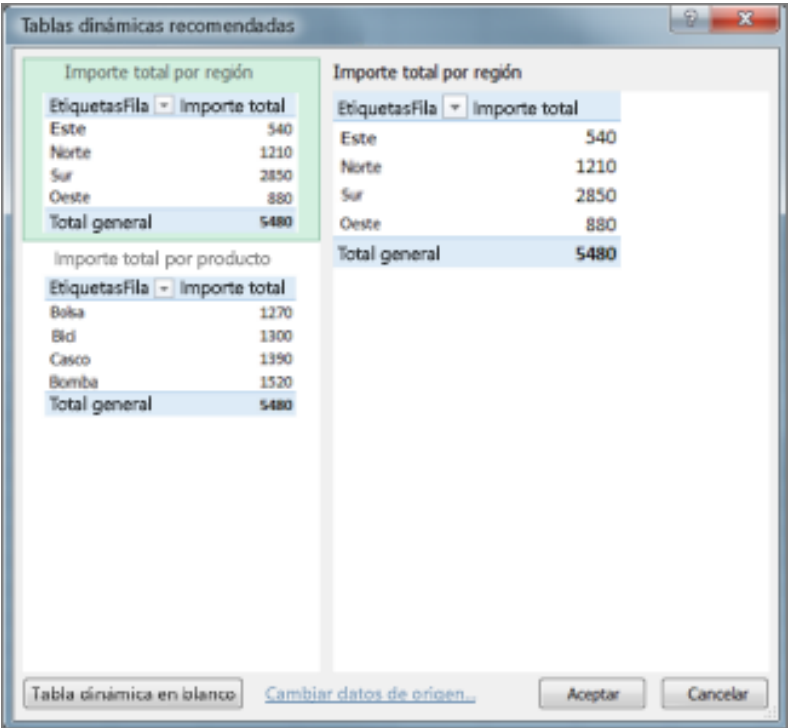 Tablas dinámicas recomendadas
Importe total por región
EtiquetasFila Importe total
Este 540
Norte 1210
Sur 2850
Oeste 880
Total general 5480
Importe total por producto
EtiquetasFila Importe total
Bolsa 1270
Bici 1300
Casco 1390
Bomba 1520
Total general 5480
Importe total por región
EtiquetasFila Importe total
Este 540
Norte 1210
Sur 2850
Oeste 880
Total general 5480
Tabla dinámica en blanco Cambiar datos de origen... Aceptar Cancelar